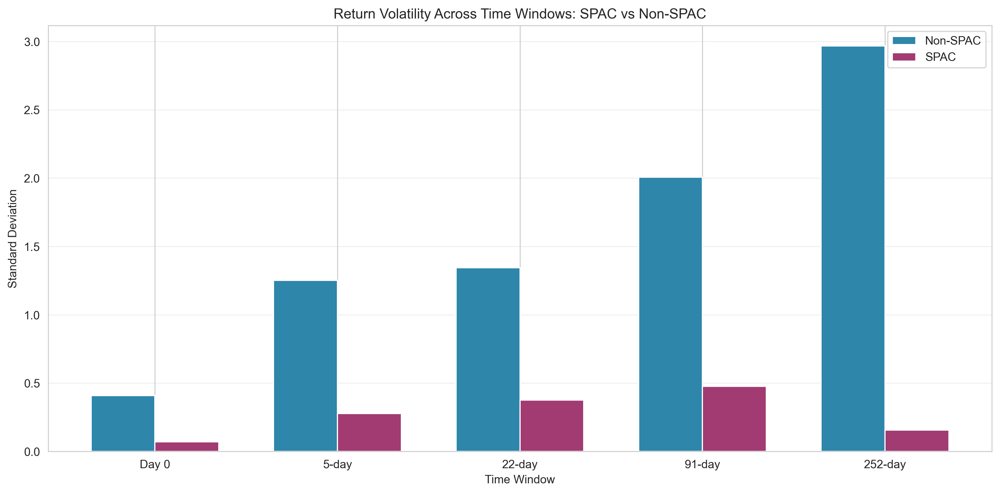 Return Volatility Across Time Windows: SPAC vs Non-SPAC
Non-SPAC
SPAC
3.0
2.5
2.0
1.5
1.0
0.5
0.0
Standard Deviation
Day 0
5-day
22-day
91-day
252-day
Time Window